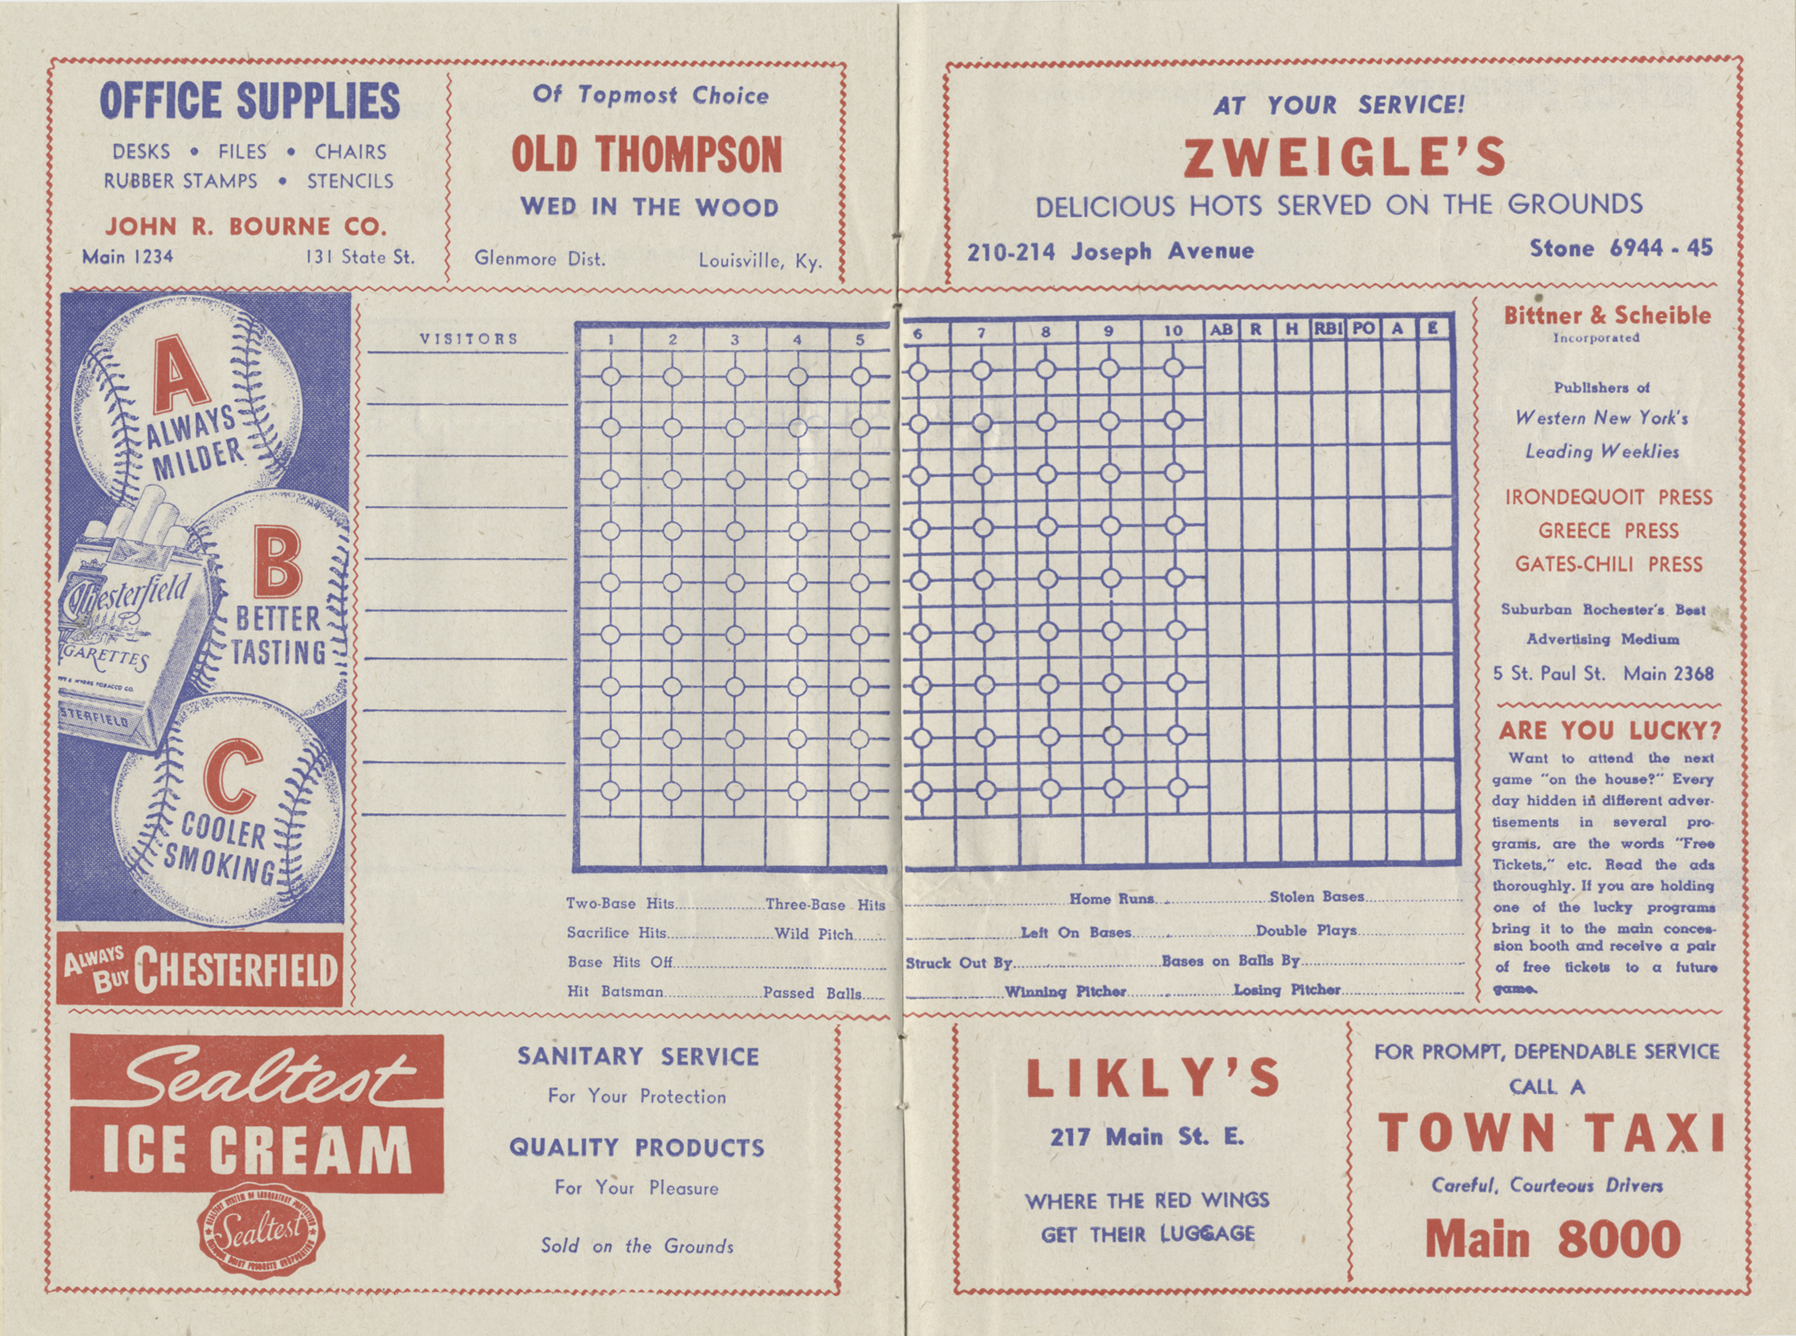 OFFICE SUPPLIES
DESKS • FILES • CHAIRS
RUBBER STAMPS • STENCILS
JOHN R. BOURNE CO.
Main 1234 131 State St.
Of Topmost Choice
OLD THOMPSON
WED IN THE WOOD
Glenmore Dist. Louisville, Ky.
AT YOUR SERVICE!
ZWEIGLE'S
DELICIOUS HOTS SERVED ON THE GROUNDS
210-214 Joseph Avenue Stone 6944 - 45
A
ALWAYS
MILDER
B
BETTER
TASTING
Chesterfield
GARETTES
STERFIELD
C
COOLER
SMOKING
ALWAYS
BUY CHESTERFIELD
VISITORS 1 2 3 4 5 6 7 8 9 10 AB R H RBI PO A E
Two-Base Hits Three-Base Hits Home Runs Stolen Bases
Sacrifice Hits Wild Pitch Left On Bases Double Plays
Base Hits Off Struck Out By Bases on Balls By
Hit Batsman Passed Balls Winning Pitcher Losing Pitcher
Bittner & Scheible
Incorporated
Publishers of
Western New York's
Leading Weeklies
IRONDEQUOIT PRESS
GREECE PRESS
GATES-CHILI PRESS
Suburban Rochester's Best
Advertising Medium
5 St. Paul St. Main 2368
ARE YOU LUCKY?
Want to attend the next
game "on the house?" Every
day hidden in different adver-
tisements in several pro-
grams, are the words "Free
Tickets," etc. Read the ads
thoroughly. If you are holding
one of the lucky programs
bring it to the main conces-
sion booth and receive a pair
of free tickets to a future
game.
Sealtest
ICE CREAM
Sealtest
SANITARY SERVICE
For Your Protection
QUALITY PRODUCTS
For Your Pleasure
Sold on the Grounds
LIKLY'S
217 Main St. E.
WHERE THE RED WINGS
GET THEIR LUGGAGE
FOR PROMPT, DEPENDABLE SERVICE
CALL A
TOWN TAXI
Careful, Courteous Drivers
Main 8000